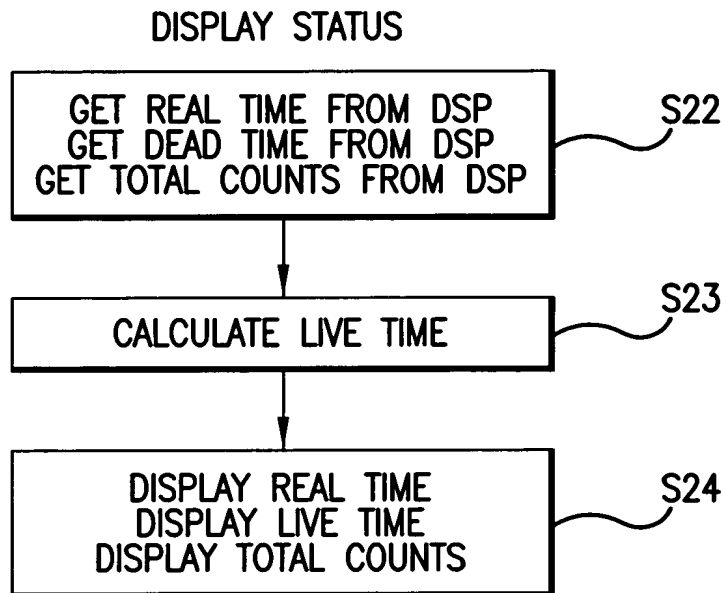 DISPLAY STATUS
GET REAL TIME FROM DSP
GET DEAD TIME FROM DSP
GET TOTAL COUNTS FROM DSP
S22
CALCULATE LIVE TIME
S23
DISPLAY REAL TIME
DISPLAY LIVE TIME
DISPLAY TOTAL COUNTS
S24